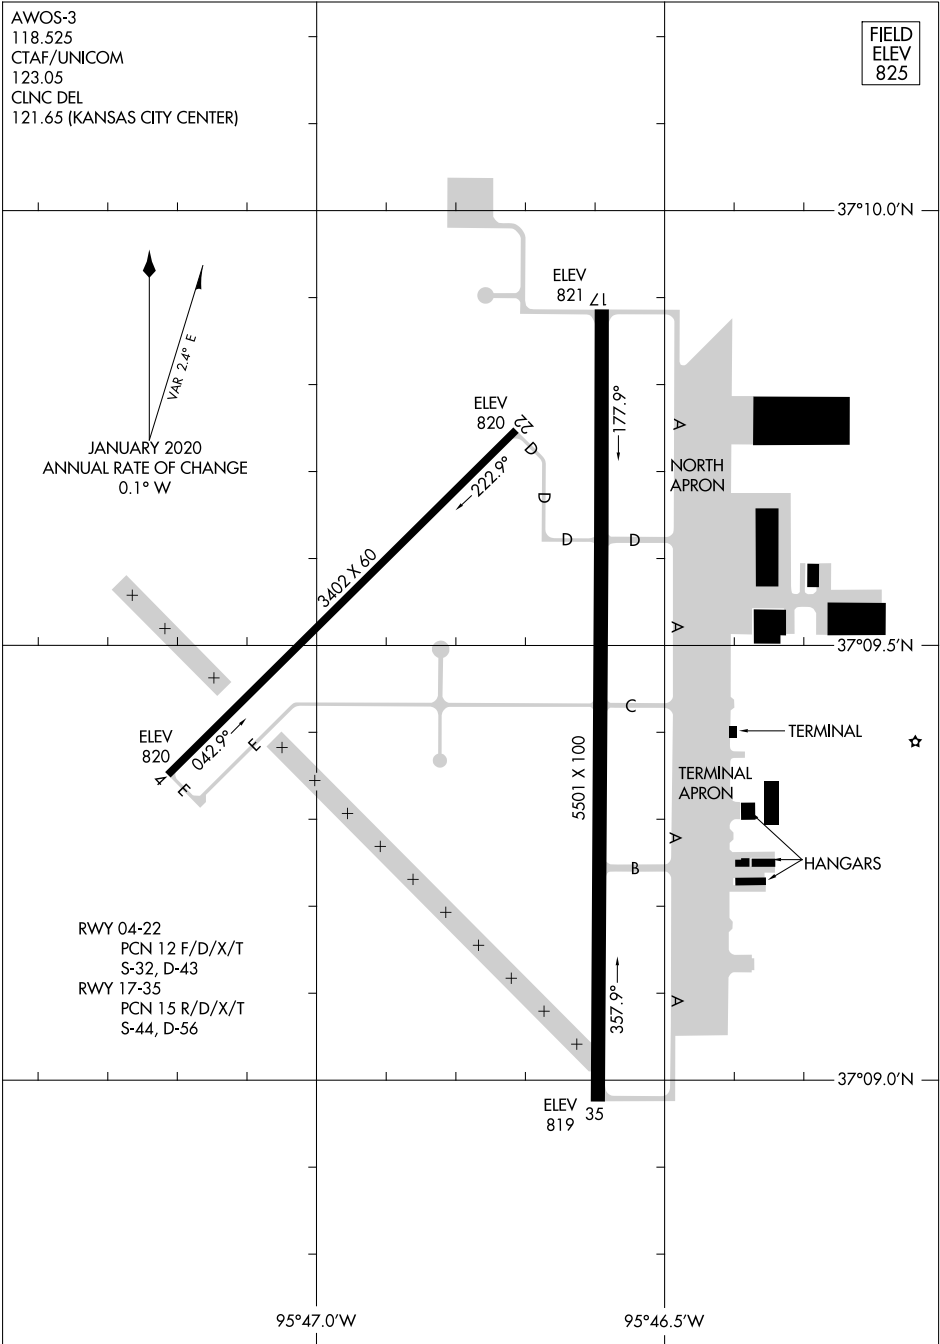 AWOS-3
118.525
CTAF/UNICOM
123.05
CLNC DEL
121.65 (KANSAS CITY CENTER)
FIELD
ELEV
825
37°10.0'N
VAR 2.4° E
JANUARY 2020
ANNUAL RATE OF CHANGE
0.1° W
ELEV
821
17
177.9°
ELEV
820
22
222.9°
D
D
D
D
A
NORTH
APRON
3402 X 60
A
37°09.5'N
C
TERMINAL
ELEV
820
4
042.9°
E
E
5501 X 100
TERMINAL
APRON
A
B
HANGARS
RWY 04-22
PCN 12 F/D/X/T
S-32, D-43
RWY 17-35
PCN 15 R/D/X/T
S-44, D-56
357.9°
A
37°09.0'N
ELEV
819
35
95°47.0'W
95°46.5'W